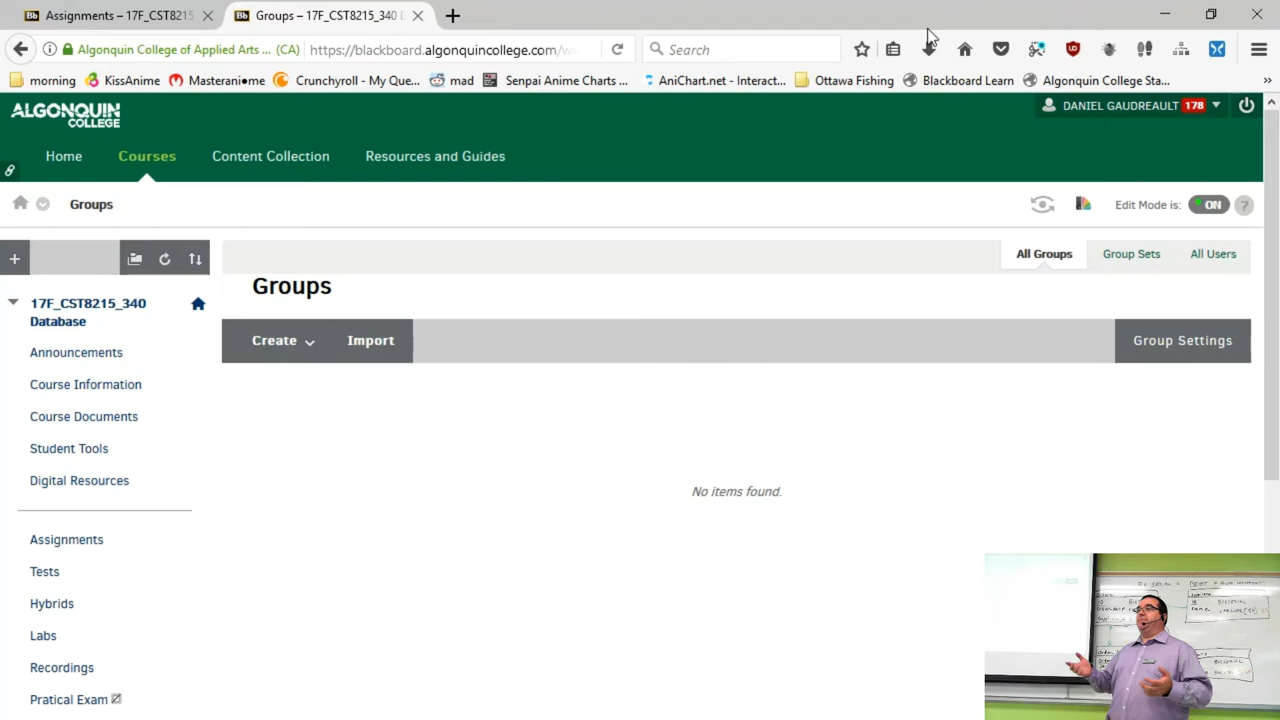 Assignments – 17F_CST8215
Groups – 17F_CST8215_340
Algonquin College of Applied Arts ... (CA)
https://blackboard.algonquincollege.com/w
Search
morning
KissAnime
Masterani●me
Crunchyroll - My Que...
mad
Senpai Anime Charts ...
AniChart.net - Interact...
Ottawa Fishing
Blackboard Learn
Algonquin College Sta...
»
ALGONQUIN
COLLEGE
DANIEL GAUDREAULT 178
Home
Courses
Content Collection
Resources and Guides
Groups
Edit Mode is: ON ?
All Groups
Group Sets
All Users
Groups
Create
Import
Group Settings
17F_CST8215_340
Database
Announcements
Course Information
Course Documents
Student Tools
Digital Resources
No items found.
Assignments
Tests
Hybrids
Labs
Recordings
Pratical Exam